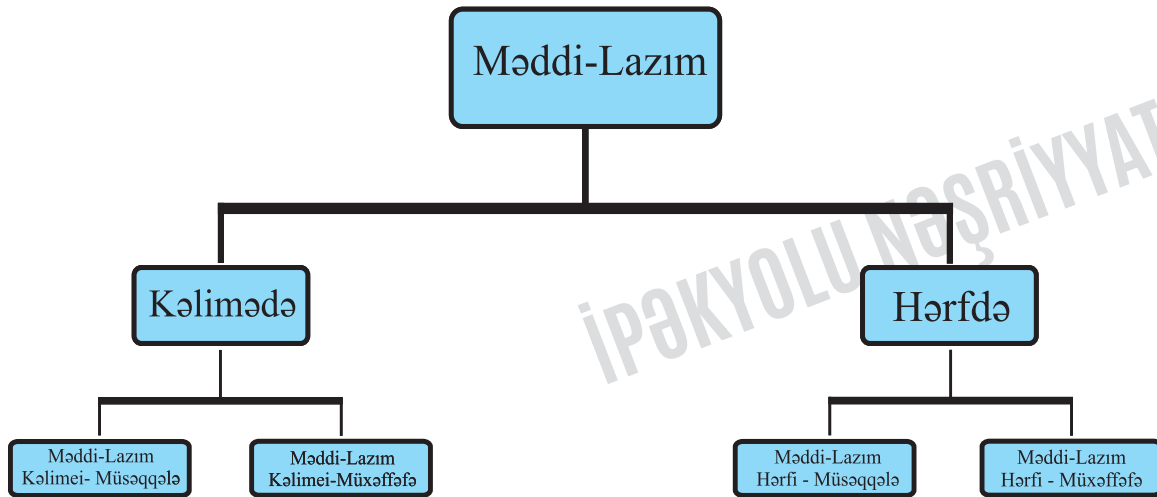 Məddi-Lazım
İPƏKYOLU NƏŞRİYYAT
Kəlimədə
Hərfdə
Məddi-Lazım
Kəlimei- Müsəqqələ
Məddi-Lazım
Kəlimei-Müxəffəfə
Məddi-Lazım
Hərfi - Müsəqqələ
Məddi-Lazım
Hərfi - Müxəffəfə